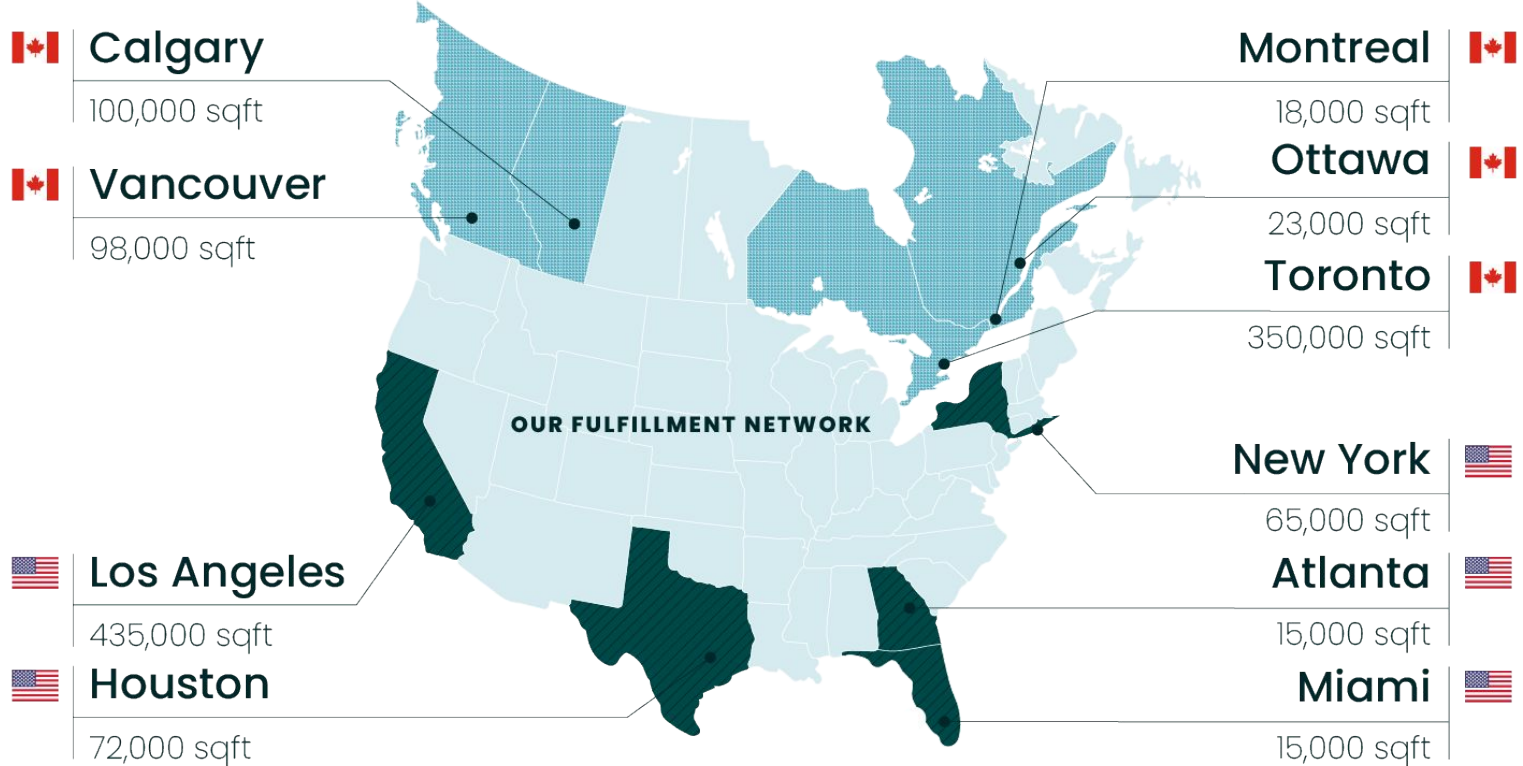 Calgary
100,000 sqft
Vancouver
98,000 sqft
Los Angeles
435,000 sqft
Houston
72,000 sqft
OUR FULFILLMENT NETWORK
Montreal
18,000 sqft
Ottawa
23,000 sqft
Toronto
350,000 sqft
New York
65,000 sqft
Atlanta
15,000 sqft
Miami
15,000 sqft